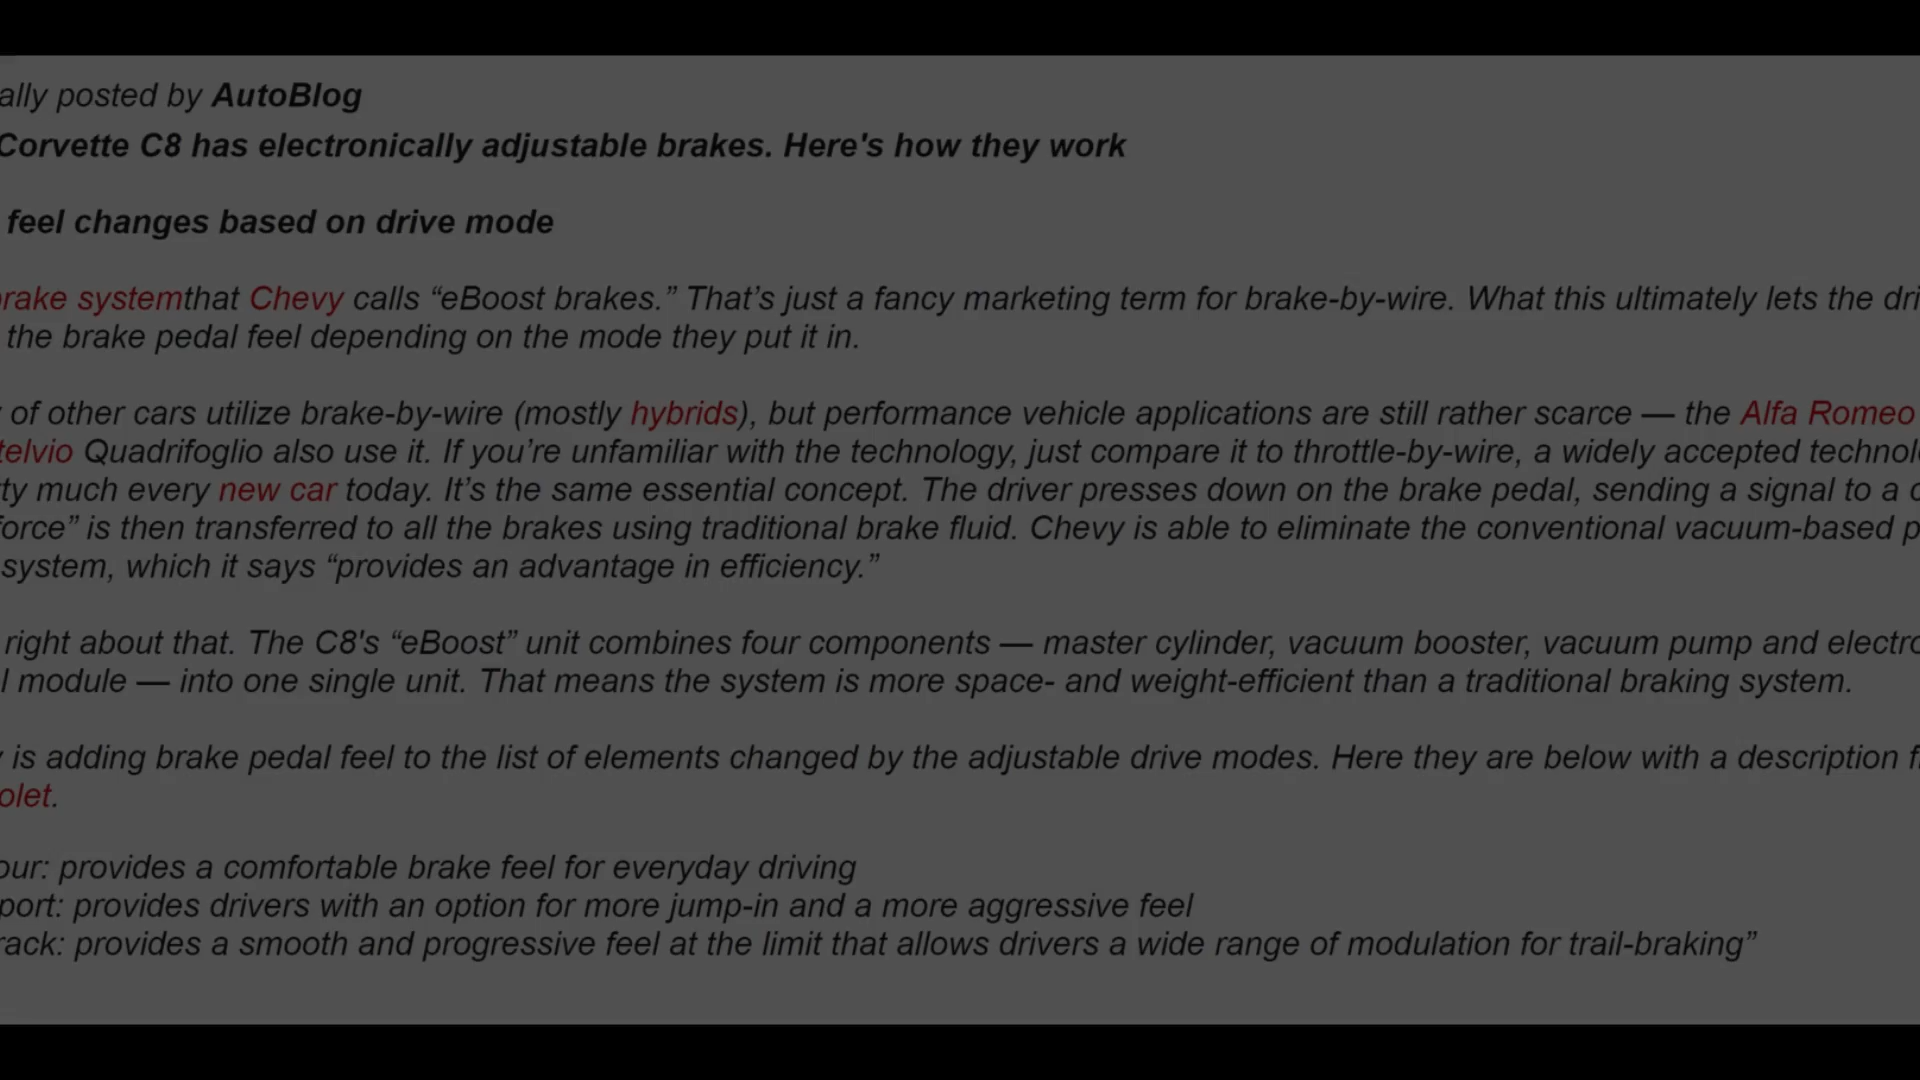 ally posted by AutoBlog
Corvette C8 has electronically adjustable brakes. Here's how they work
feel changes based on drive mode
rake systemthat Chevy calls “eBoost brakes.” That’s just a fancy marketing term for brake-by-wire. What this ultimately lets the dri
the brake pedal feel depending on the mode they put it in.
of other cars utilize brake-by-wire (mostly hybrids), but performance vehicle applications are still rather scarce — the Alfa Romeo
telvio Quadrifoglio also use it. If you’re unfamiliar with the technology, just compare it to throttle-by-wire, a widely accepted technol
ty much every new car today. It’s the same essential concept. The driver presses down on the brake pedal, sending a signal to a c
force” is then transferred to all the brakes using traditional brake fluid. Chevy is able to eliminate the conventional vacuum-based p
system, which it says “provides an advantage in efficiency.”
right about that. The C8's “eBoost” unit combines four components — master cylinder, vacuum booster, vacuum pump and electro
l module — into one single unit. That means the system is more space- and weight-efficient than a traditional braking system.
is adding brake pedal feel to the list of elements changed by the adjustable drive modes. Here they are below with a description f
olet.
our: provides a comfortable brake feel for everyday driving
port: provides drivers with an option for more jump-in and a more aggressive feel
rack: provides a smooth and progressive feel at the limit that allows drivers a wide range of modulation for trail-braking”